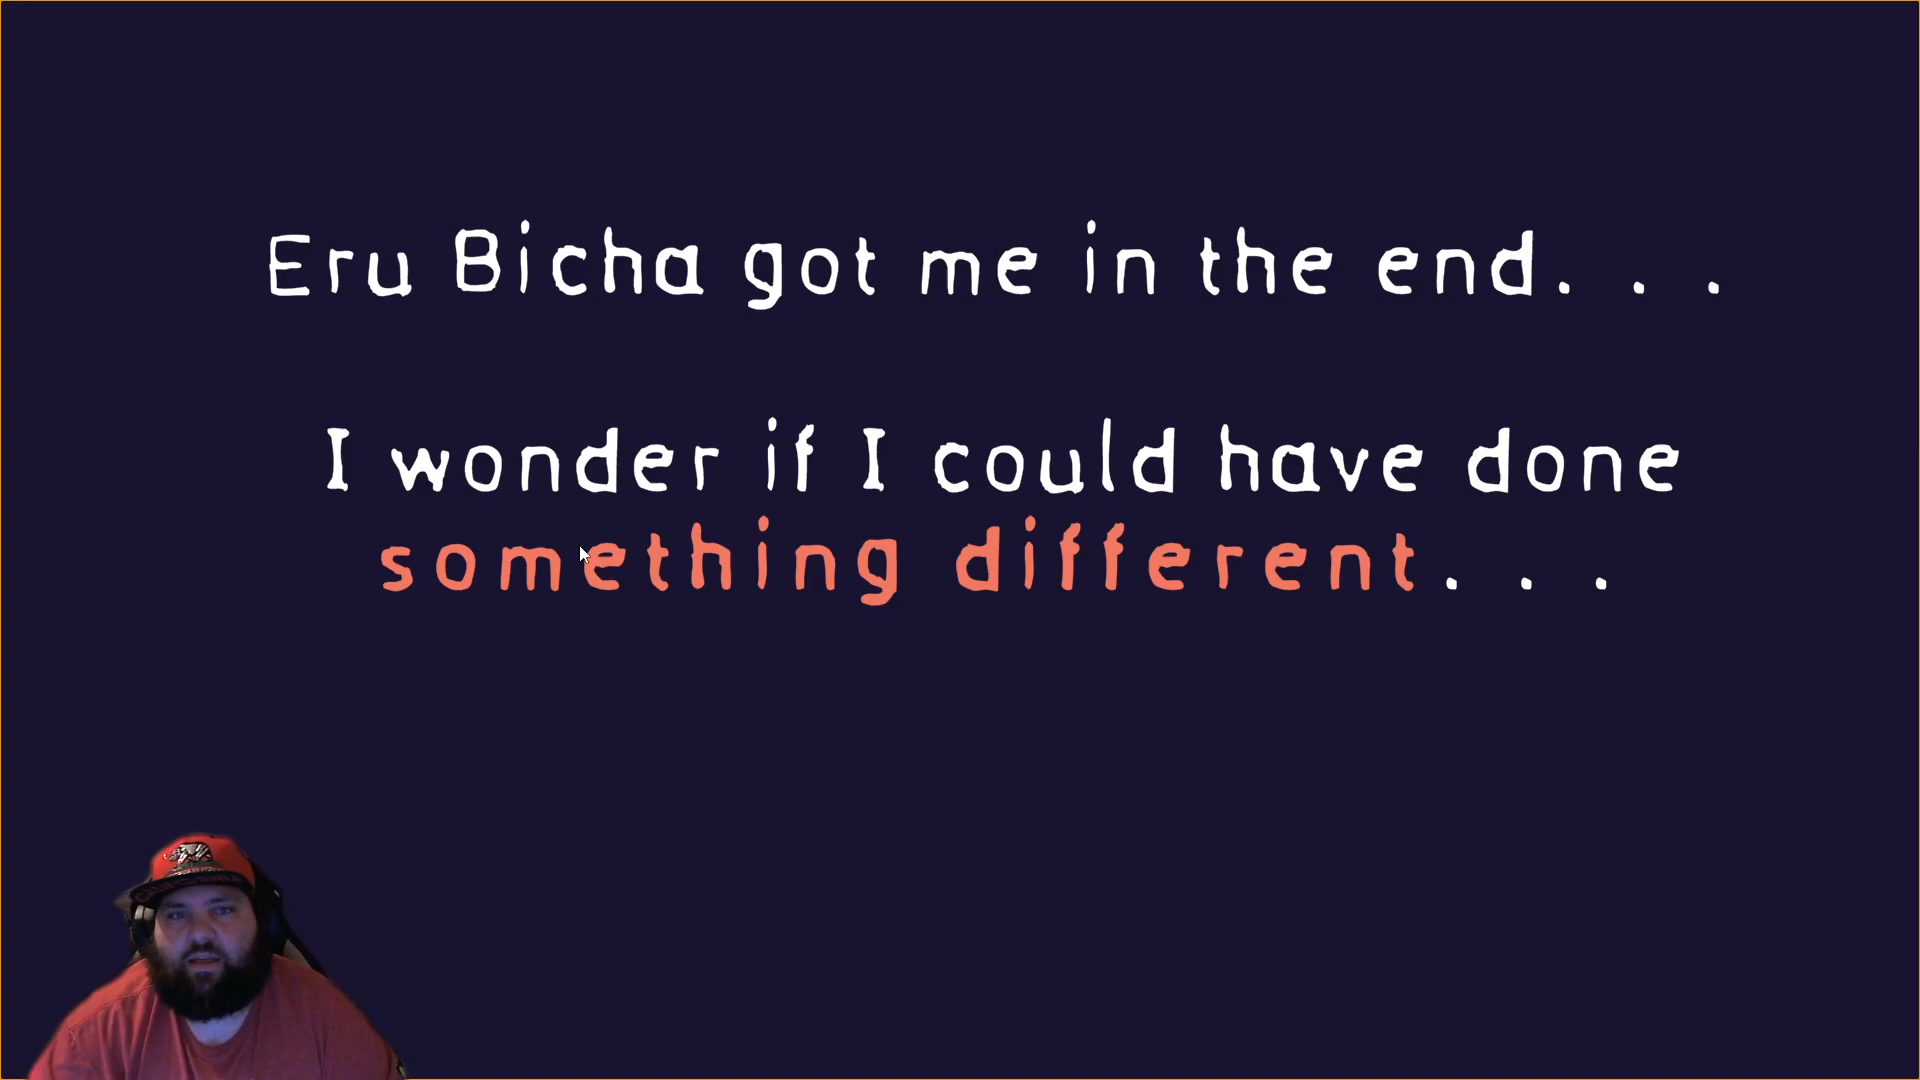 Eru Bicha got me in the end. . .
I wonder if I could have done
something different. . .